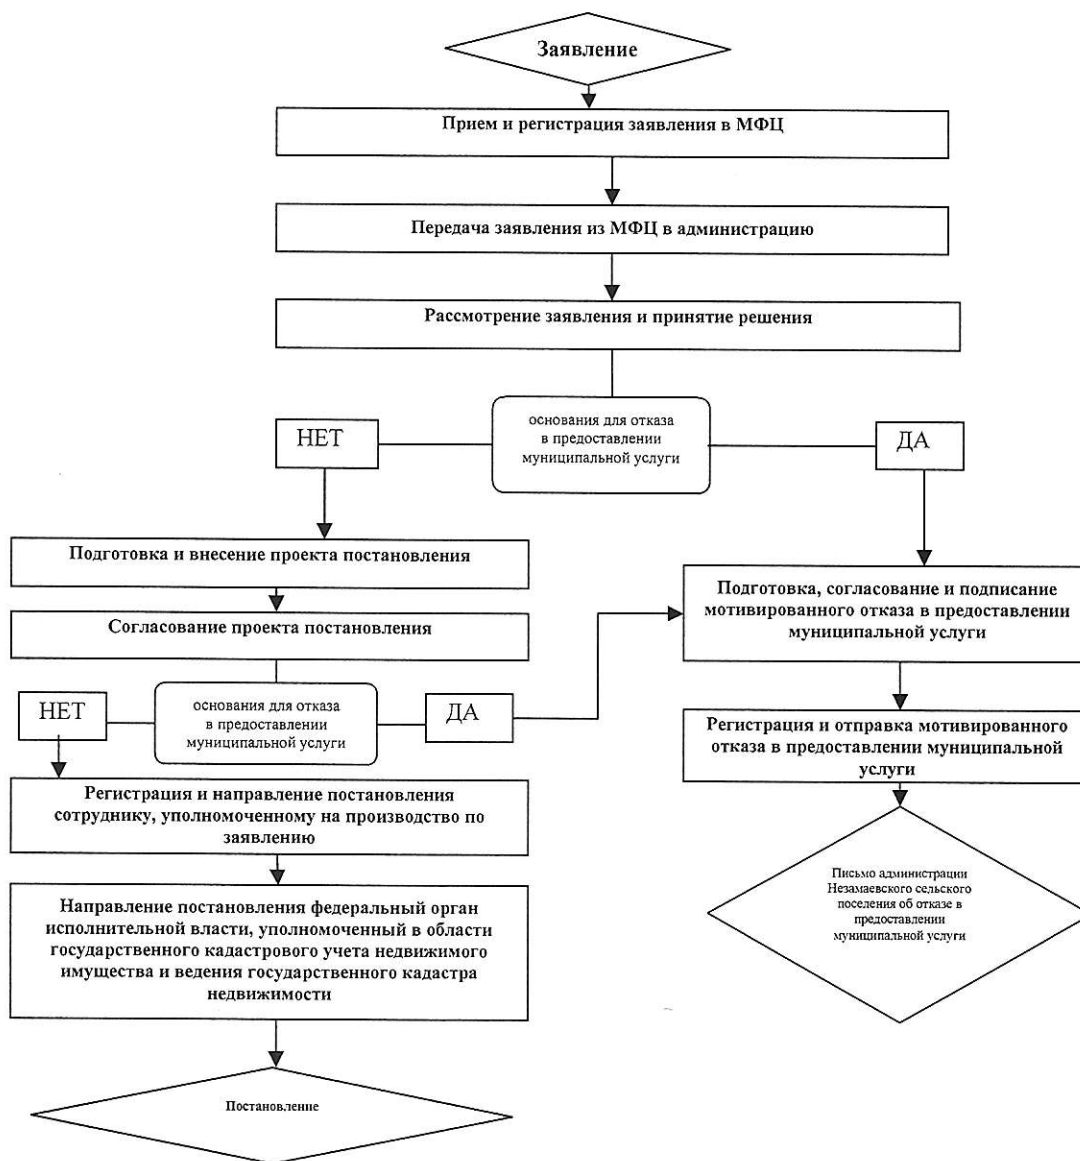 Заявление
Прием и регистрация заявления в МФЦ
Передача заявления из МФЦ в администрацию
Рассмотрение заявления и принятие решения
основания для отказа
в предоставлении
муниципальной услуги
НЕТ
ДА
Подготовка и внесение проекта постановления
Подготовка, согласование и подписание
мотивированного отказа в предоставлении
муниципальной услуги
Согласование проекта постановления
НЕТ
основания для отказа
в предоставлении
муниципальной услуги
ДА
Регистрация и отправка мотивированного
отказа в предоставлении муниципальной
услуги
Регистрация и направление постановления
сотруднику, уполномоченному на производство по
заявлению
Письмо администрации
Незамаевского сельского
поселения об отказе в
предоставлении
муниципальной услуги
Направление постановления федеральный орган
исполнительной власти, уполномоченный в области
государственного кадастрового учета недвижимого
имущества и ведения государственного кадастра
недвижимости
Постановление